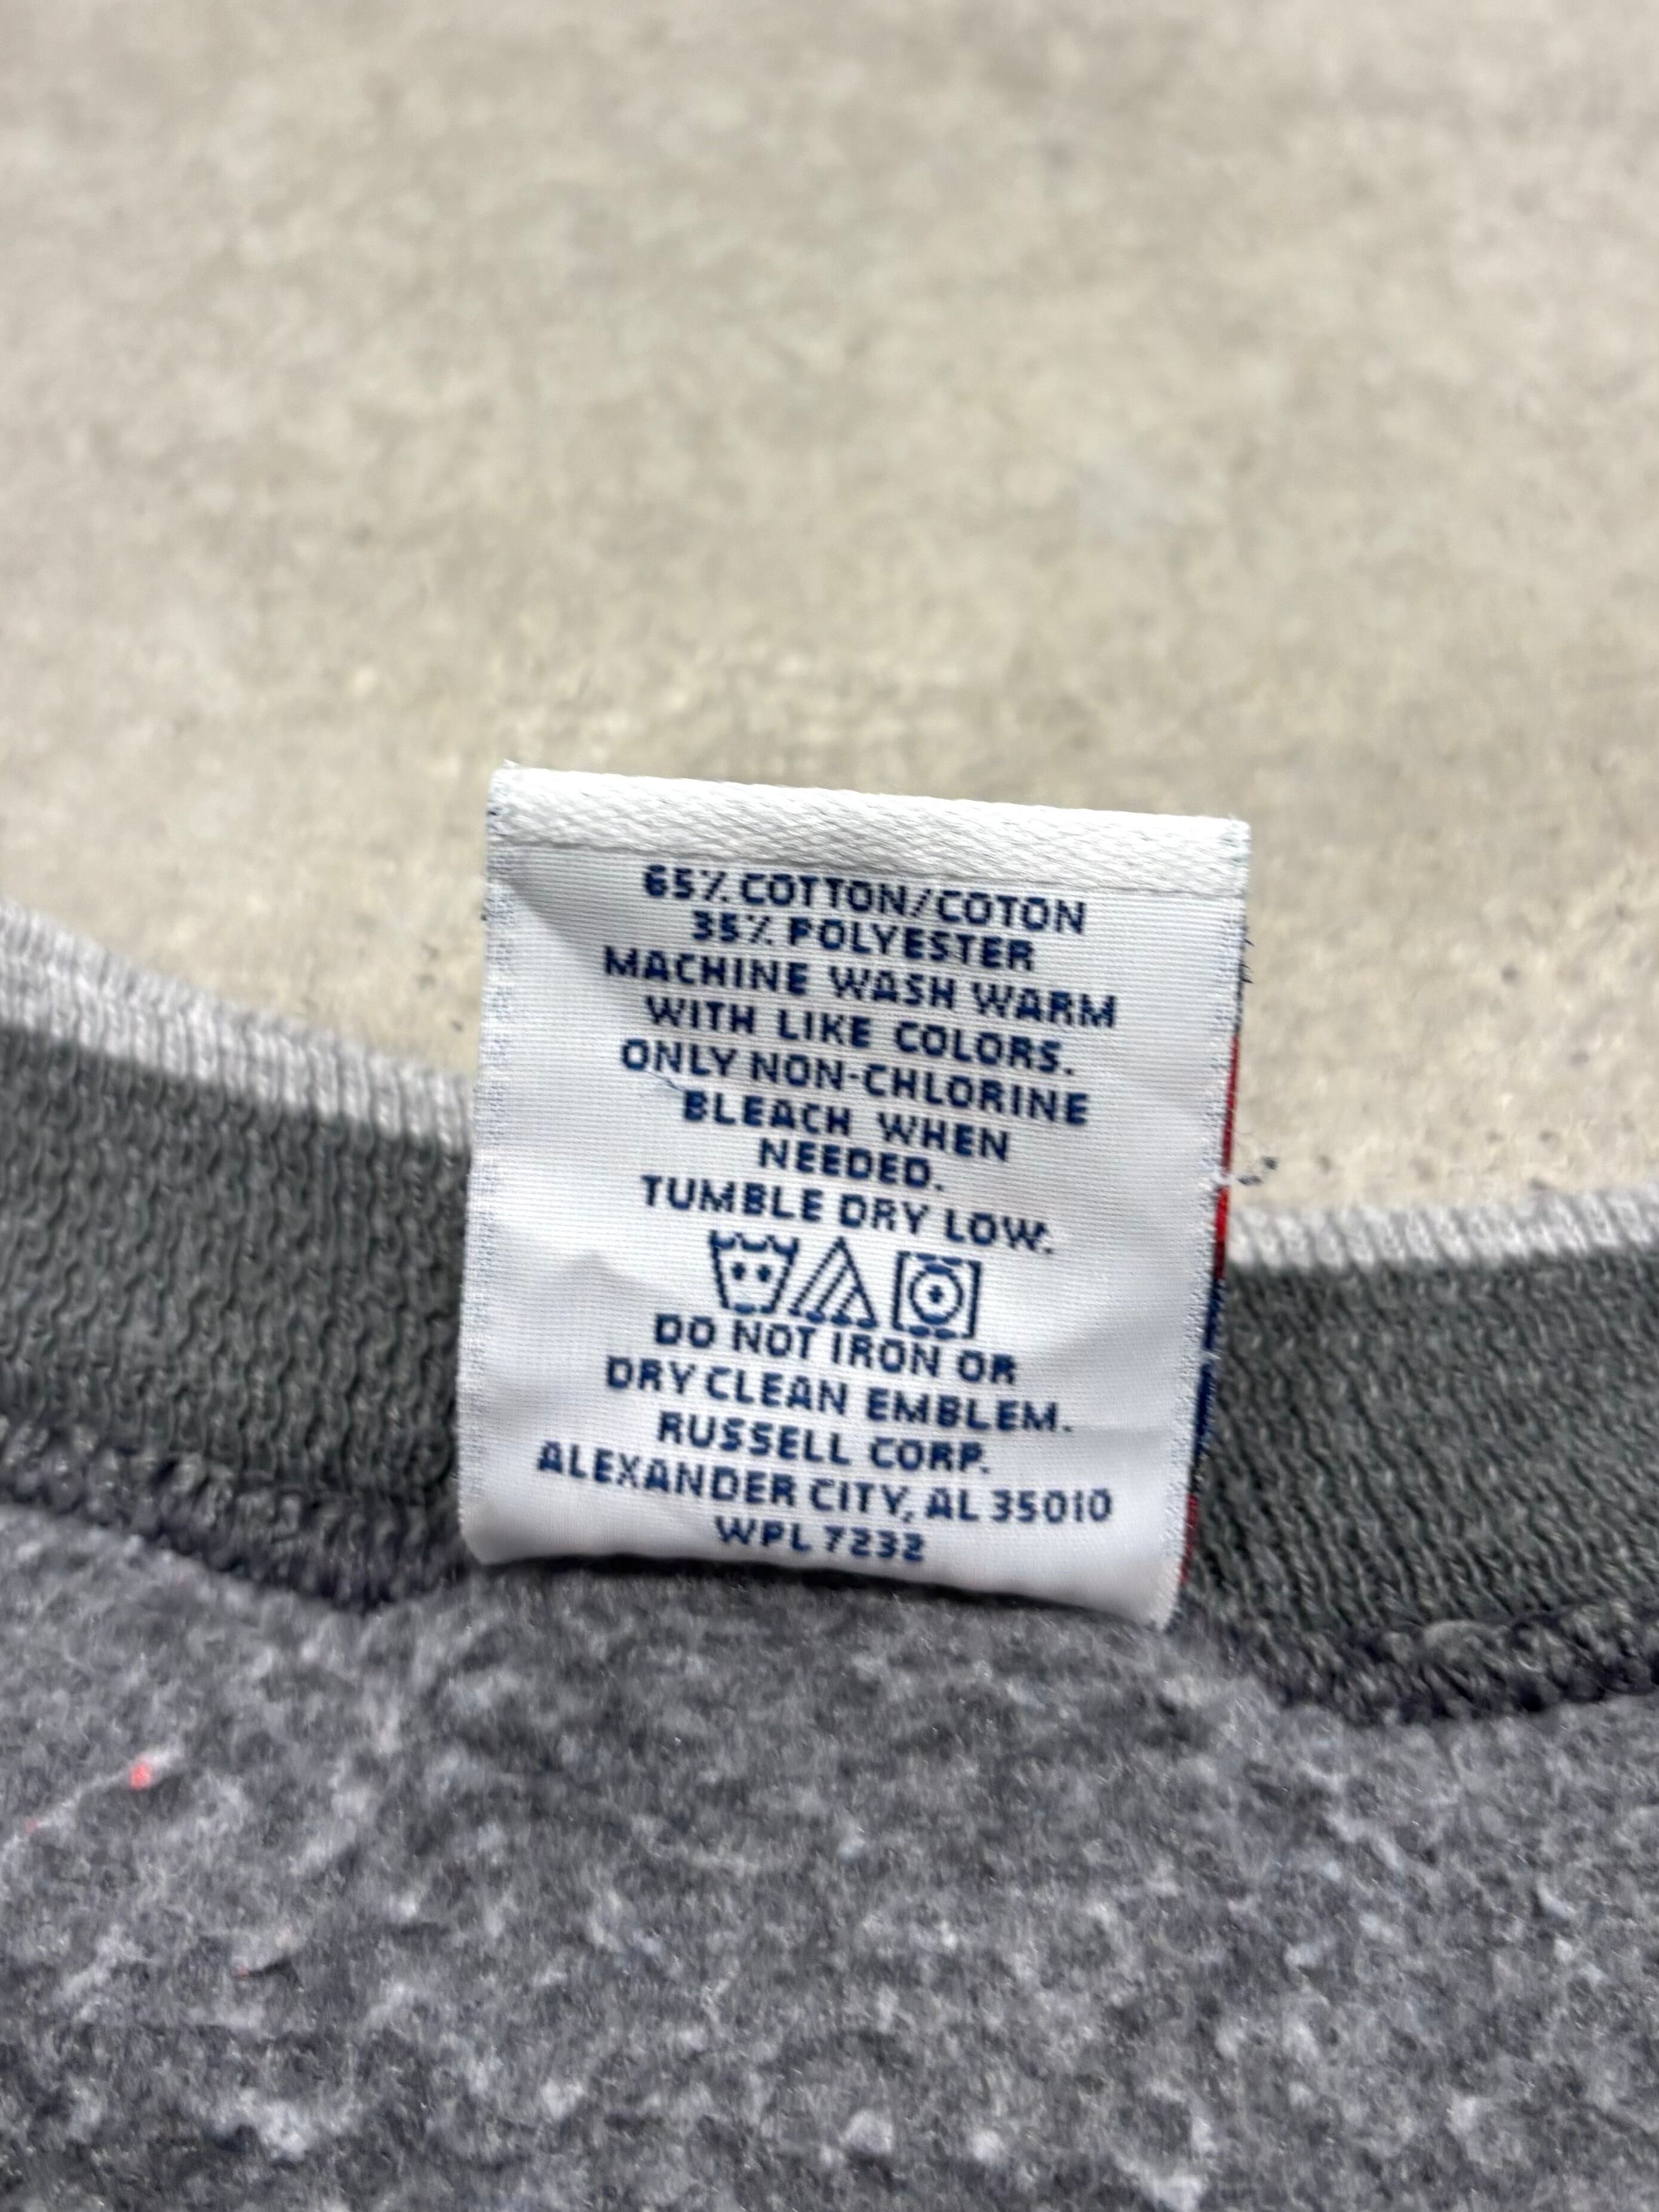 65% COTTON/COTON
35% POLYESTER
MACHINE WASH WARM
WITH LIKE COLORS.
ONLY NON-CHLORINE
BLEACH WHEN
NEEDED.
TUMBLE DRY LOW.
DO NOT IRON OR
DRY CLEAN EMBLEM.
RUSSELL CORP.
ALEXANDER CITY, AL 35010
WPL 7232